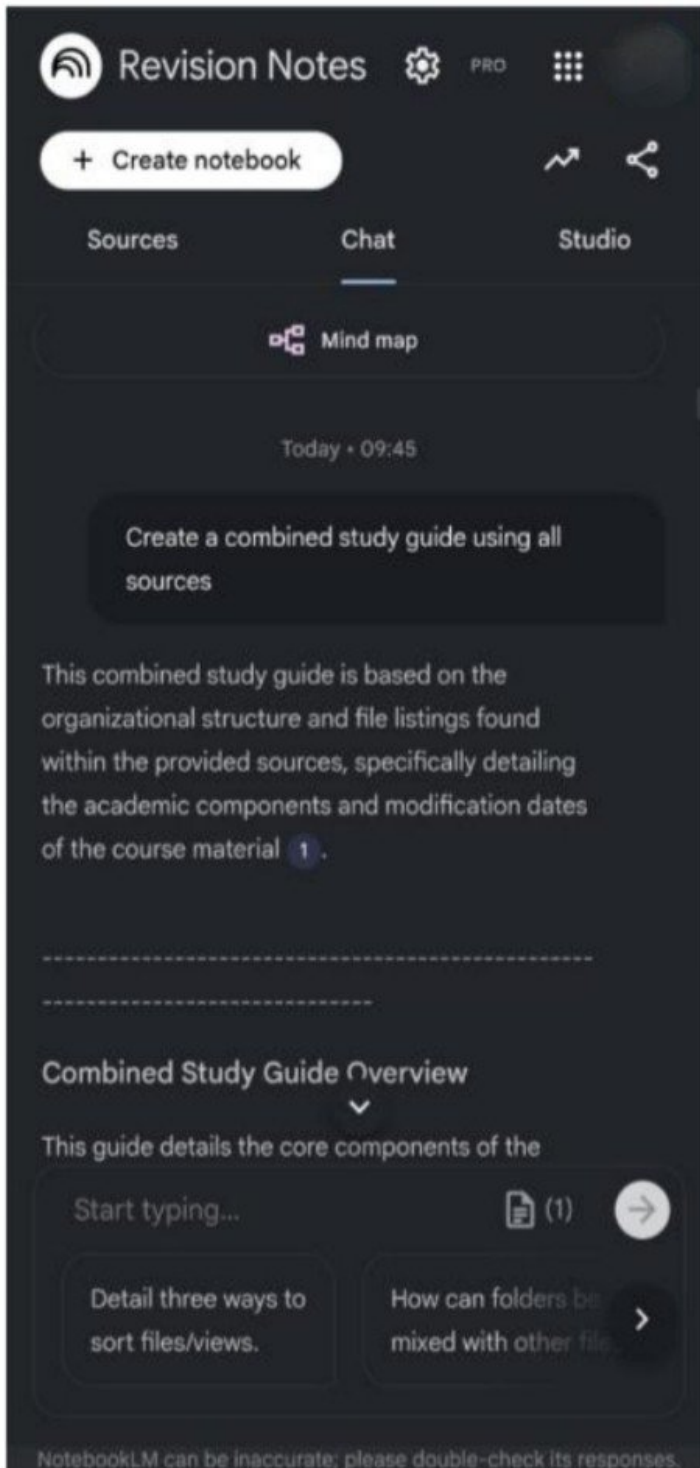 Revision Notes PRO
+ Create notebook
Sources Chat Studio
Mind map
Today • 09:45
Create a combined study guide using all
sources
This combined study guide is based on the
organizational structure and file listings found
within the provided sources, specifically detailing
the academic components and modification dates
of the course material 1.
--------------------------------------------------
------------------------------
Combined Study Guide Overview
This guide details the core components of the
Start typing... (1)
Detail three ways to
sort files/views.
How can folders be
mixed with other
NotebookLM can be inaccurate; please double-check its responses.